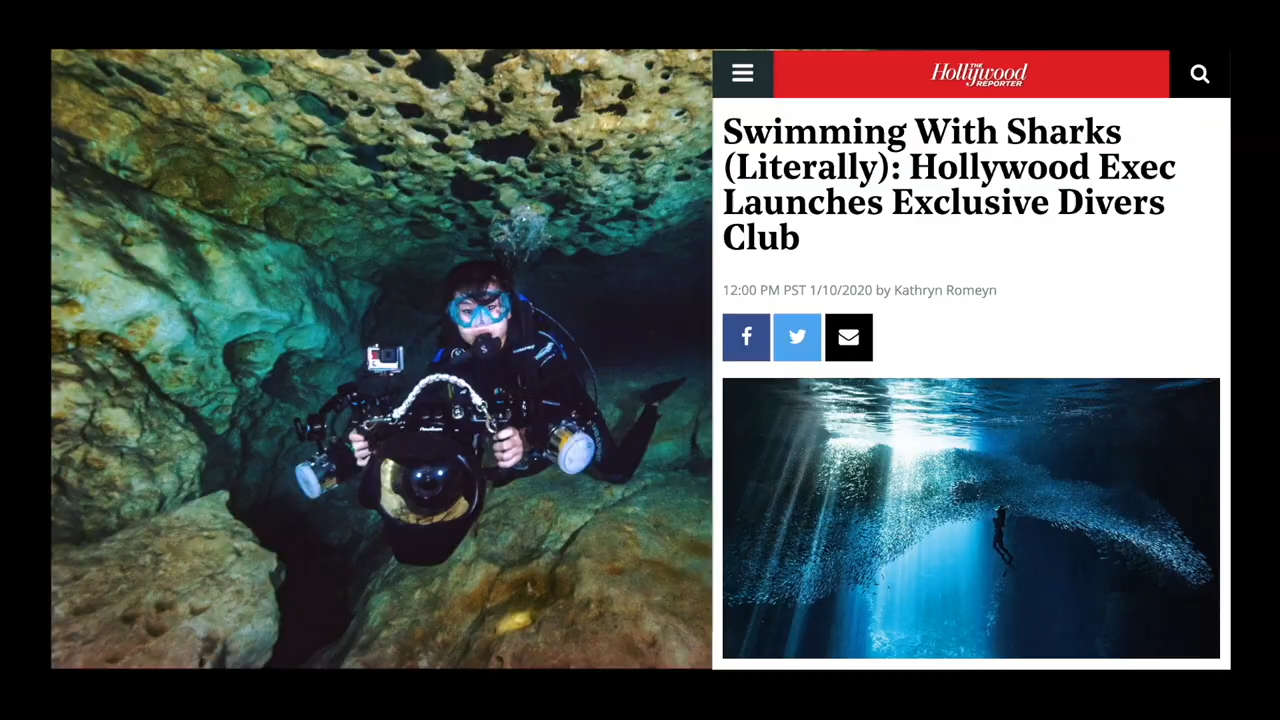 THE
Hollywood
REPORTER
Swimming With Sharks
(Literally): Hollywood Exec
Launches Exclusive Divers
Club
12:00 PM PST 1/10/2020 by Kathryn Romeyn